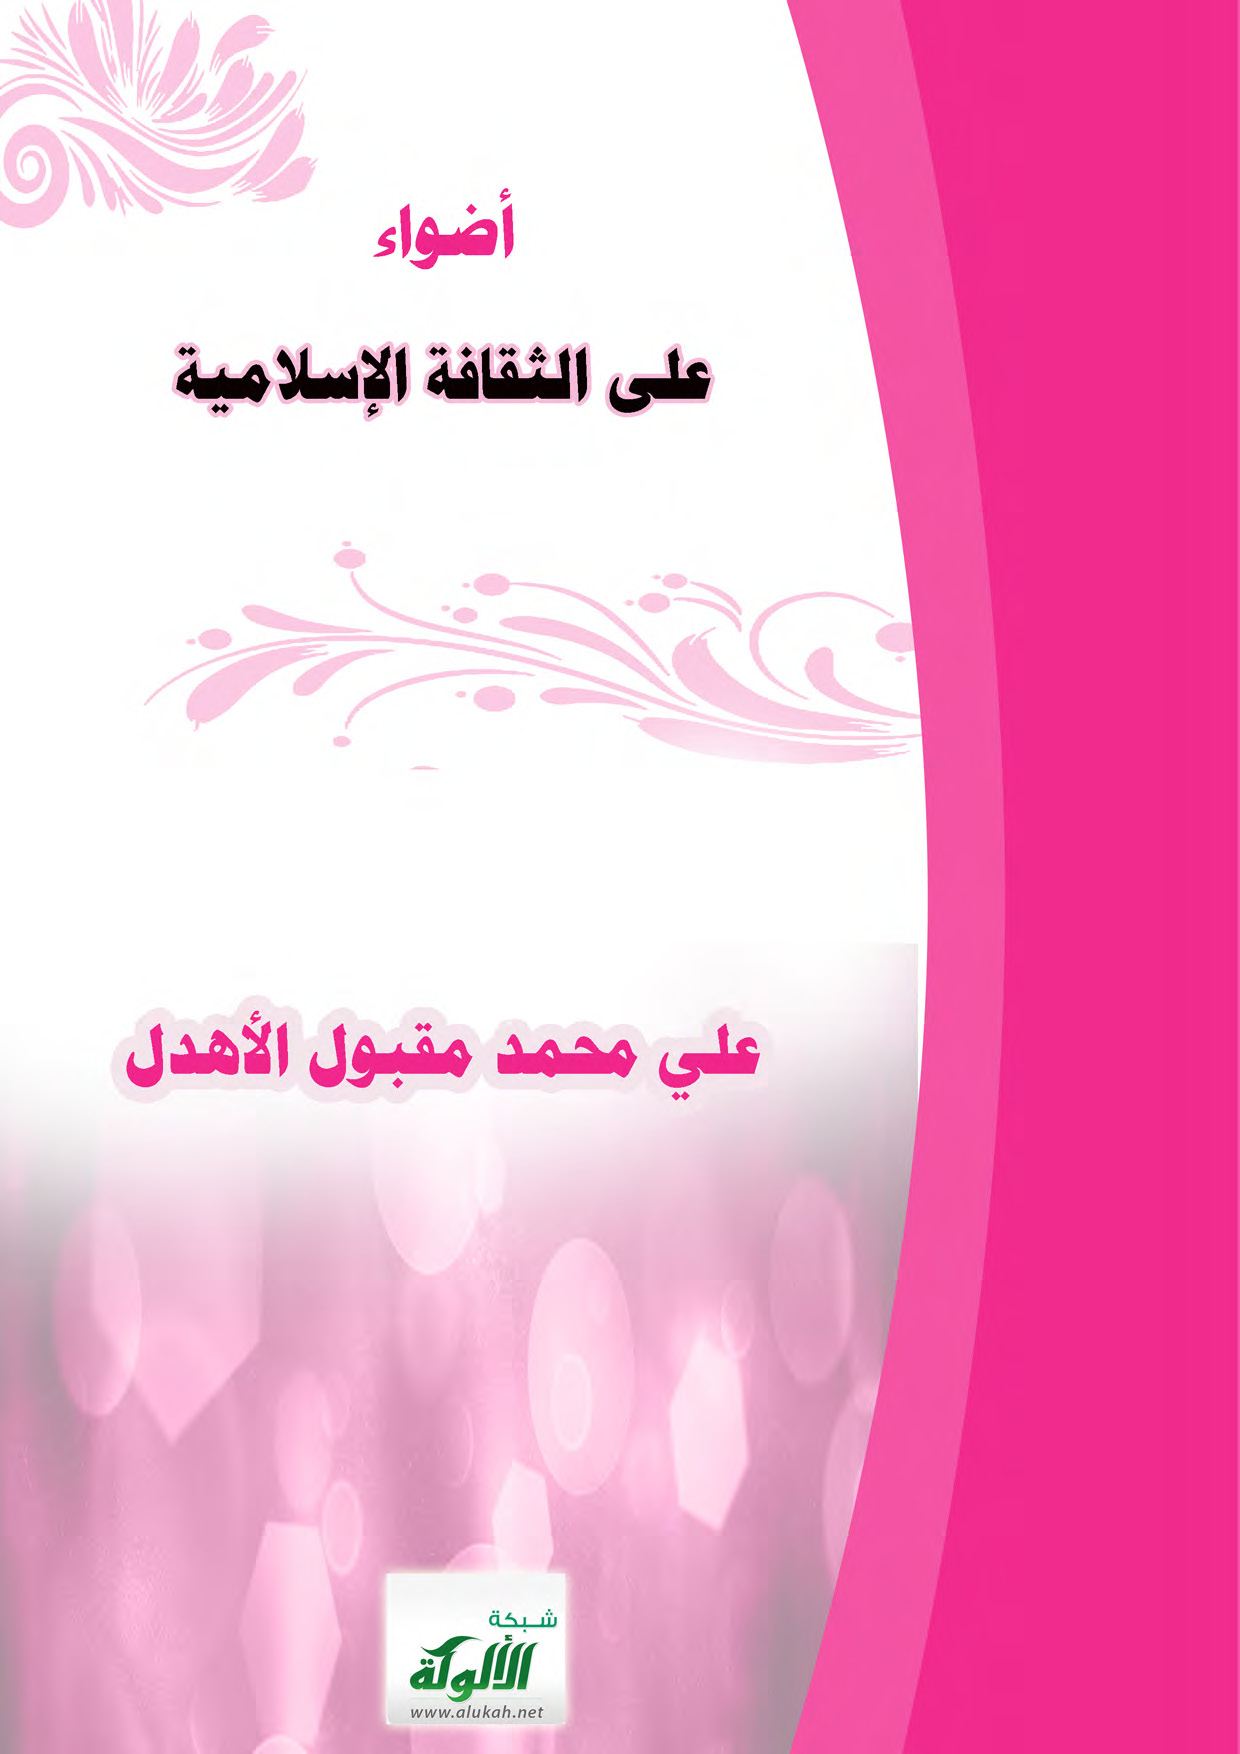 أضواء
على الثقافة الإسلامية
علي محمد مقبول الأهدل
شبكة
الألوكة
www.alukah.net